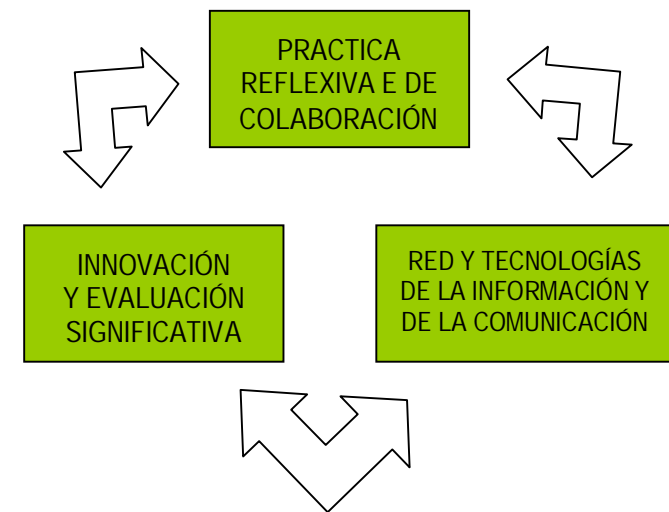 PRACTICA
REFLEXIVA E DE
COLABORACIÓN
INNOVACIÓN
Y EVALUACIÓN
SIGNIFICATIVA
RED Y TECNOLOGÍAS
DE LA INFORMACIÓN Y
DE LA COMUNICACIÓN